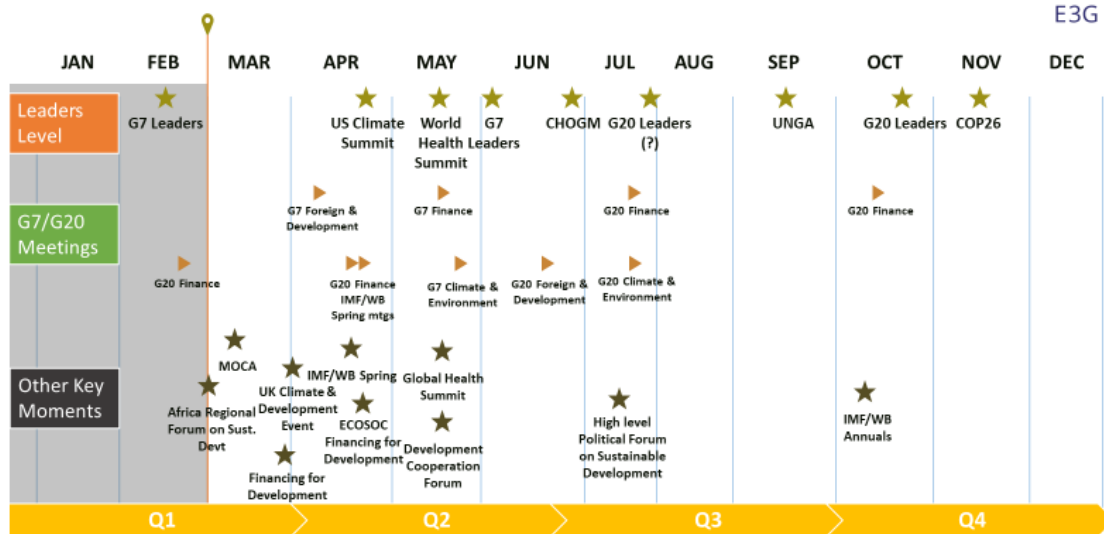 E3G
JAN FEB MAR APR MAY JUN JUL AUG SEP OCT NOV DEC
Leaders
Level
G7 Leaders
US Climate
Summit
World
Health
Summit
G7
Leaders
CHOGM
G20 Leaders
(?)
UNGA
G20 Leaders
COP26
G7/G20
Meetings
G7 Foreign &
Development
G7 Finance
G20 Finance
G20 Finance
G20 Finance
G20 Finance
IMF/WB
Spring mtgs
G7 Climate &
Environment
G20 Foreign &
Development
G20 Climate &
Environment
Other Key
Moments
MOCA
Africa Regional
Forum on Sust.
Devt
UK Climate &
Development
Event
Financing for
Development
IMF/WB Spring
ECOSOC
Financing for
Development
Global Health
Summit
Development
Cooperation
Forum
High level
Political Forum
on Sustainable
Development
IMF/WB
Annuals
Q1 Q2 Q3 Q4